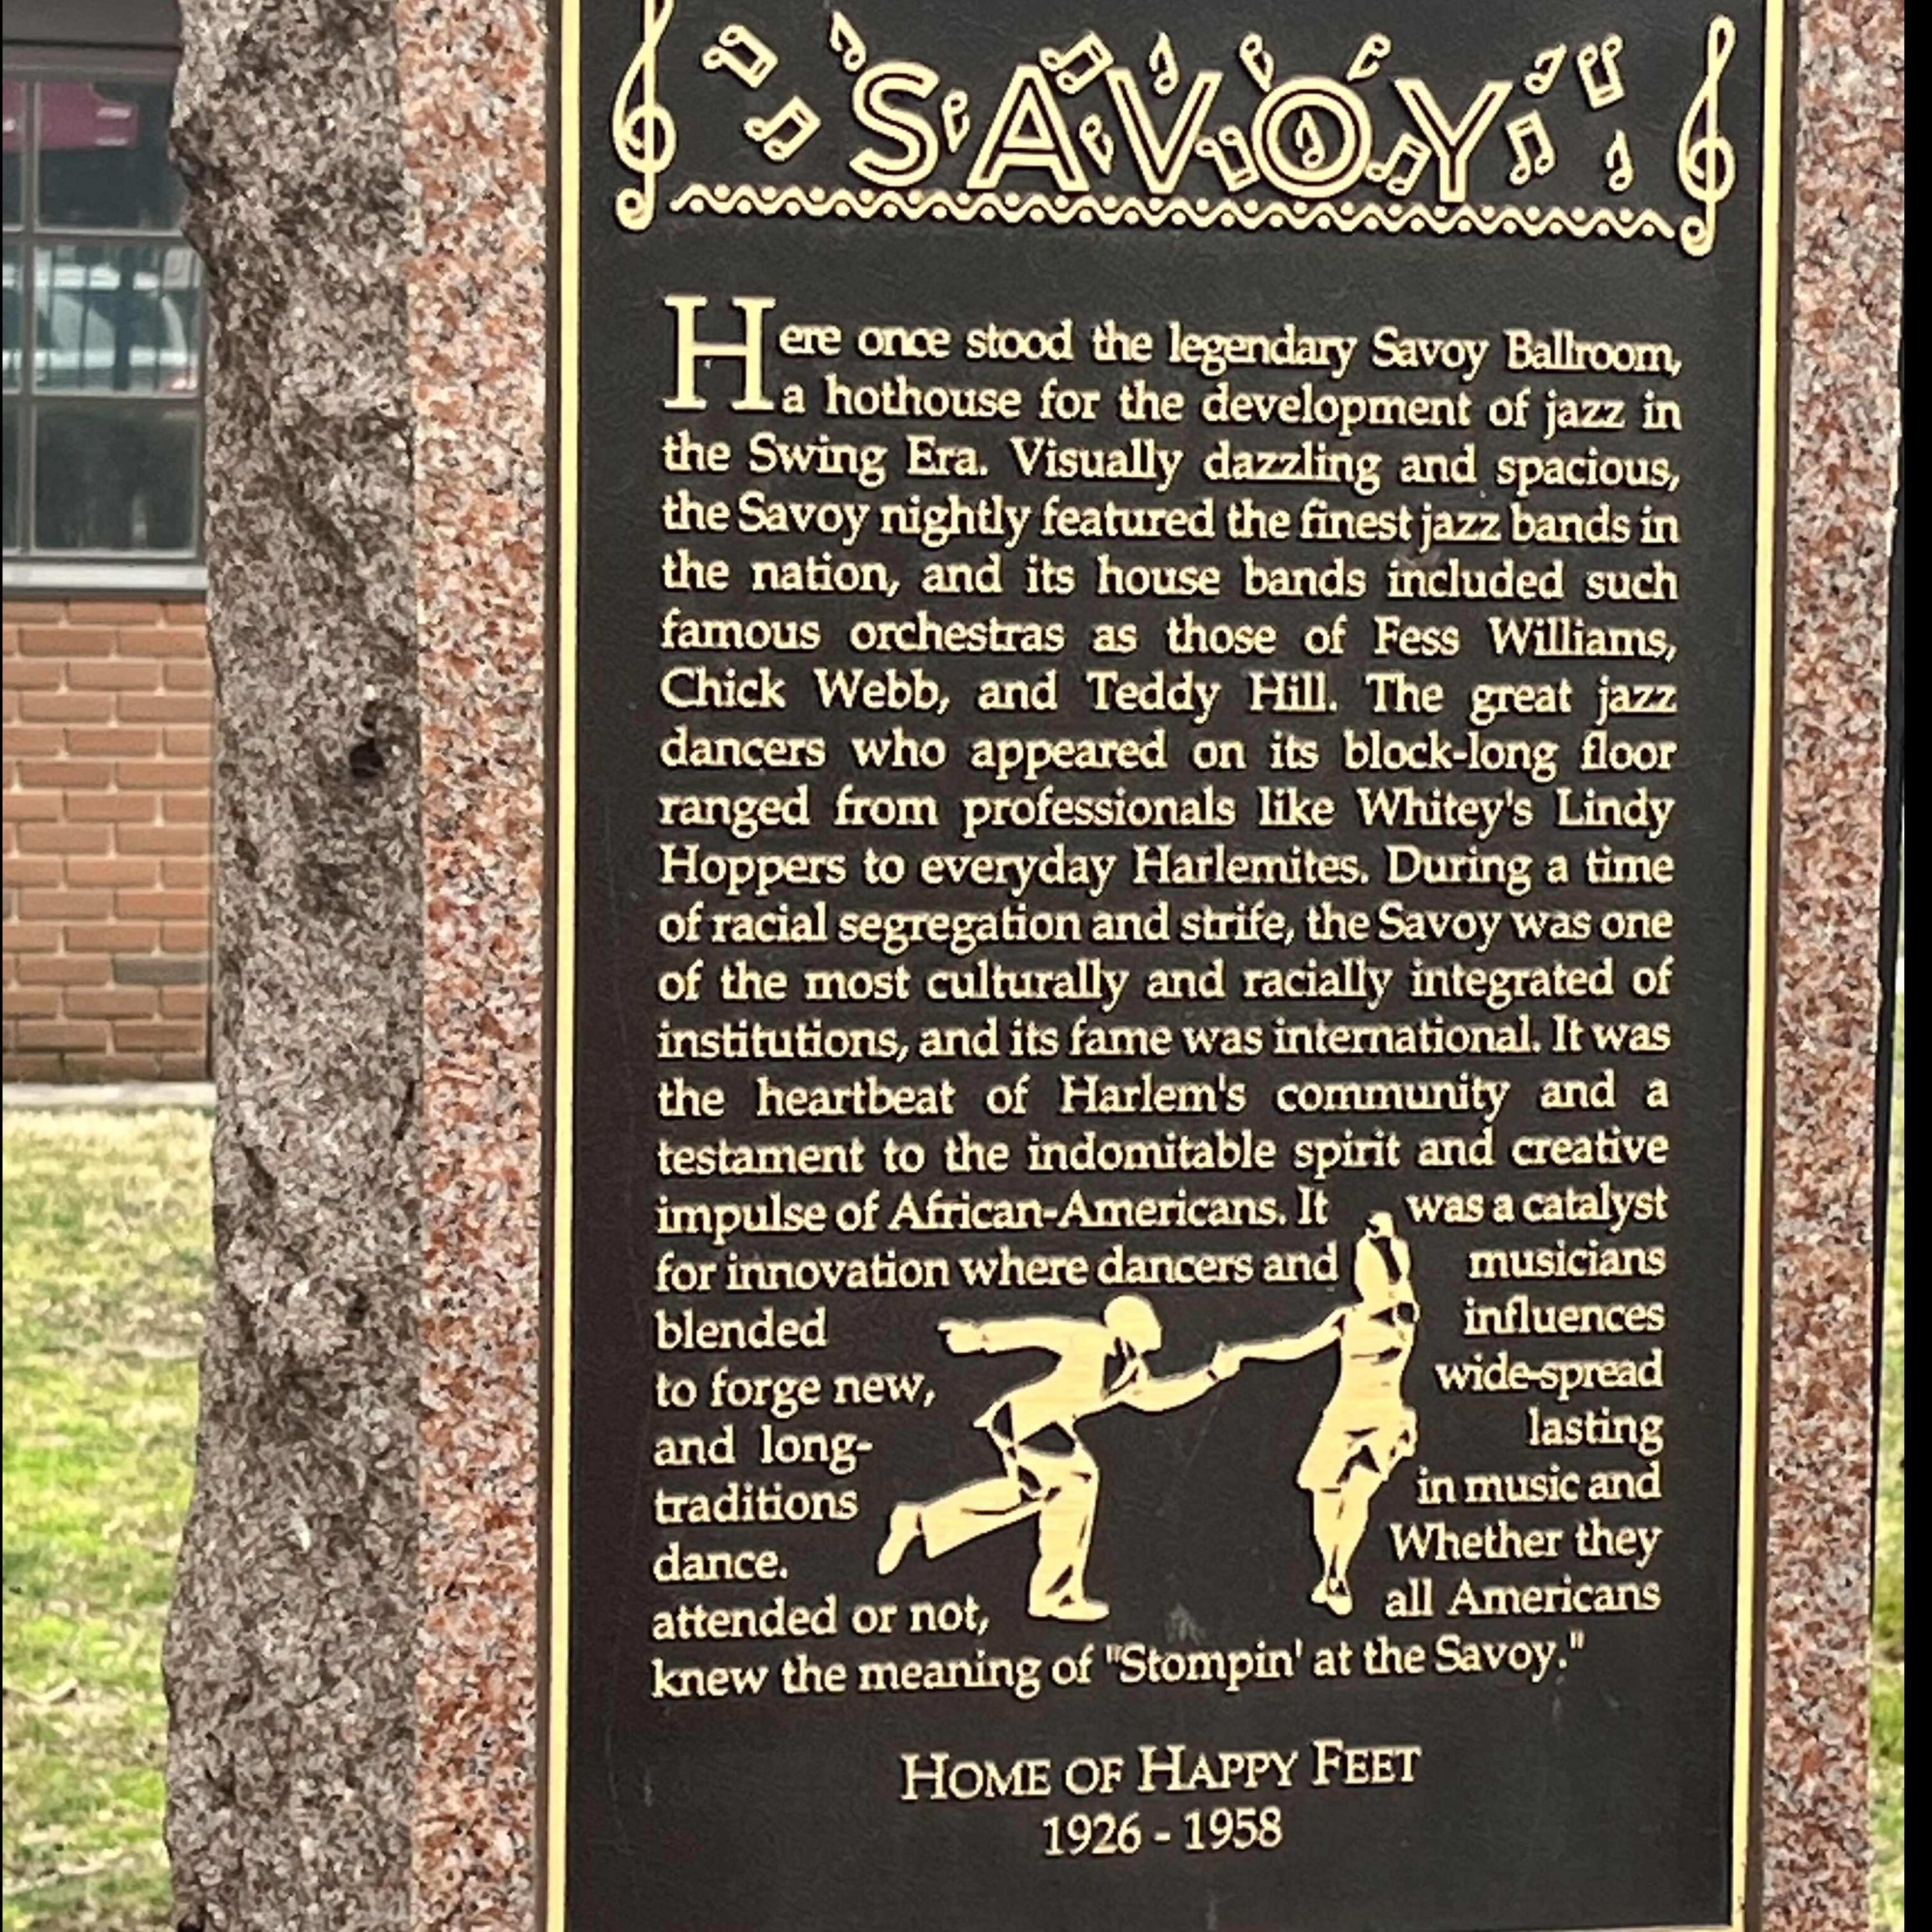 SAVOY
Here once stood the legendary Savoy Ballroom,
a hothouse for the development of jazz in
the Swing Era. Visually dazzling and spacious,
the Savoy nightly featured the finest jazz bands in
the nation, and its house bands included such
famous orchestras as those of Fess Williams,
Chick Webb, and Teddy Hill. The great jazz
dancers who appeared on its block-long floor
ranged from professionals like Whitey's Lindy
Hoppers to everyday Harlemites. During a time
of racial segregation and strife, the Savoy was one
of the most culturally and racially integrated of
institutions, and its fame was international. It was
the heartbeat of Harlem's community and a
testament to the indomitable spirit and creative
impulse of African-Americans. It was a catalyst
for innovation where dancers and musicians
blended influences
to forge new, wide-spread
and long- lasting
traditions in music and
dance. Whether they
attended or not, all Americans
knew the meaning of "Stompin' at the Savoy."
HOME OF HAPPY FEET
1926 - 1958